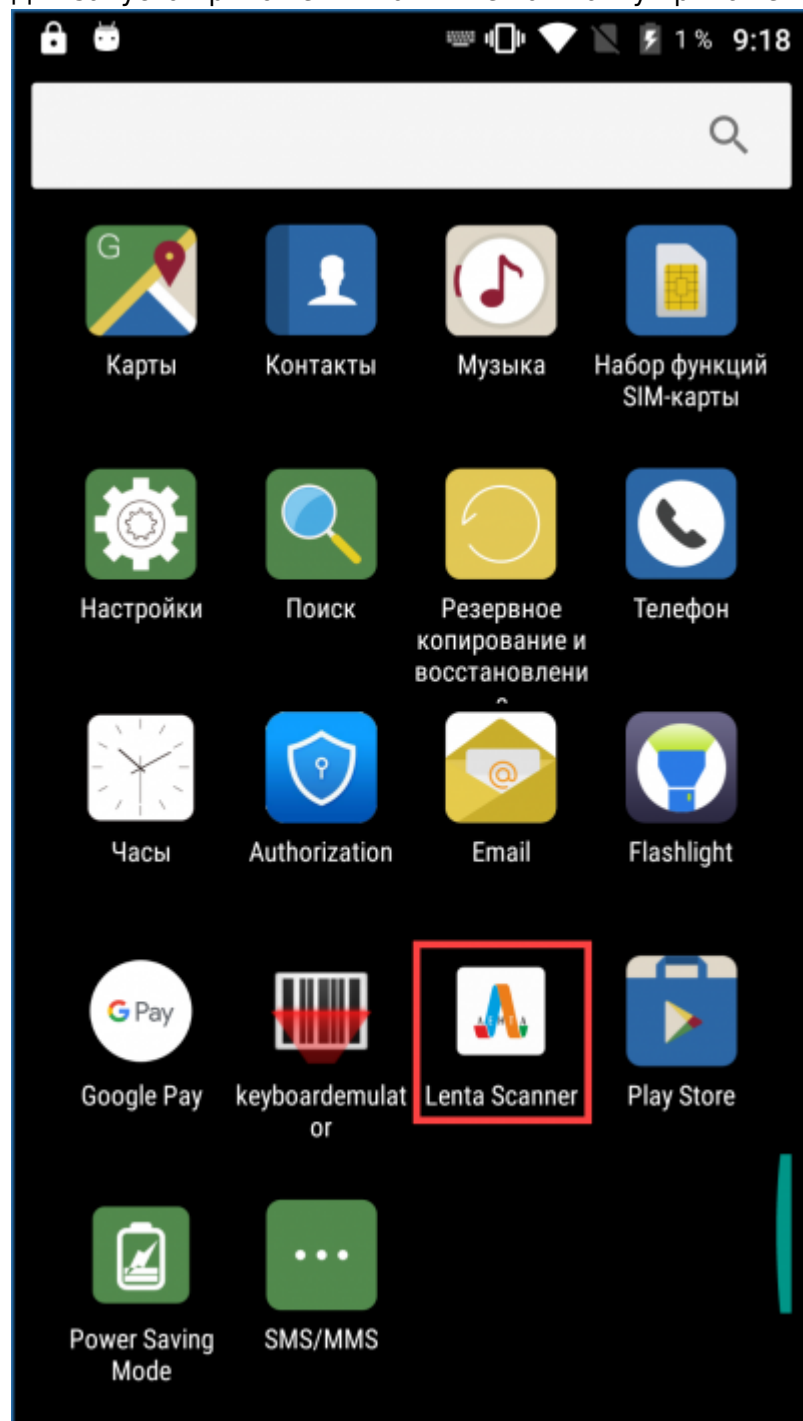 1 % 9:18
G
Карты Контакты Музыка Набор функций
SIM-карты
Настройки Поиск Резервное Телефон
копирование и
восстановлени
Часы Authorization Email Flashlight
G Pay
ЛЕНТА
Google Pay keyboardemulat Lenta Scanner Play Store
or
Power Saving SMS/MMS
Mode